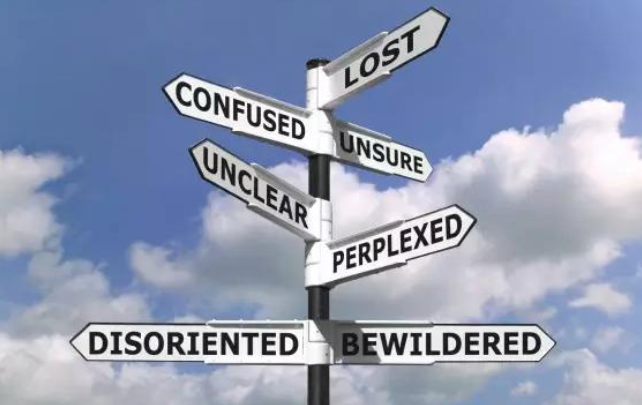 LOST
CONFUSED
UNSURE
UNCLEAR
PERPLEXED
DISORIENTED
BEWILDERED